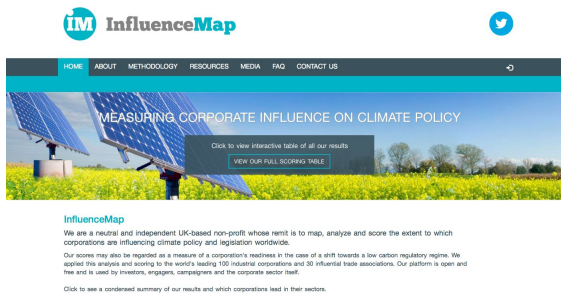 iM InfluenceMap
HOME ABOUT METHODOLOGY RESOURCES MEDIA FAQ CONTACT US
MEASURING CORPORATE INFLUENCE ON CLIMATE POLICY
Click to view interactive table of all our results
VIEW OUR FULL SCORING TABLE
InfluenceMap
We are a neutral and independent UK-based non-profit whose remit is to map, analyze and score the extent to which
corporations are influencing climate policy and legislation worldwide.
Our scores may also be regarded as a measure of a corporation's readiness in the case of a shift towards a low carbon regulatory regime. We
applied this analysis and scoring to the world's leading 100 industrial corporations and 30 influential trade associations. Our platform is open and
free and is used by investors, engagers, campaigners and the corporate sector itself.
Click to see a condensed summary of our results and which corporations lead in their sectors.